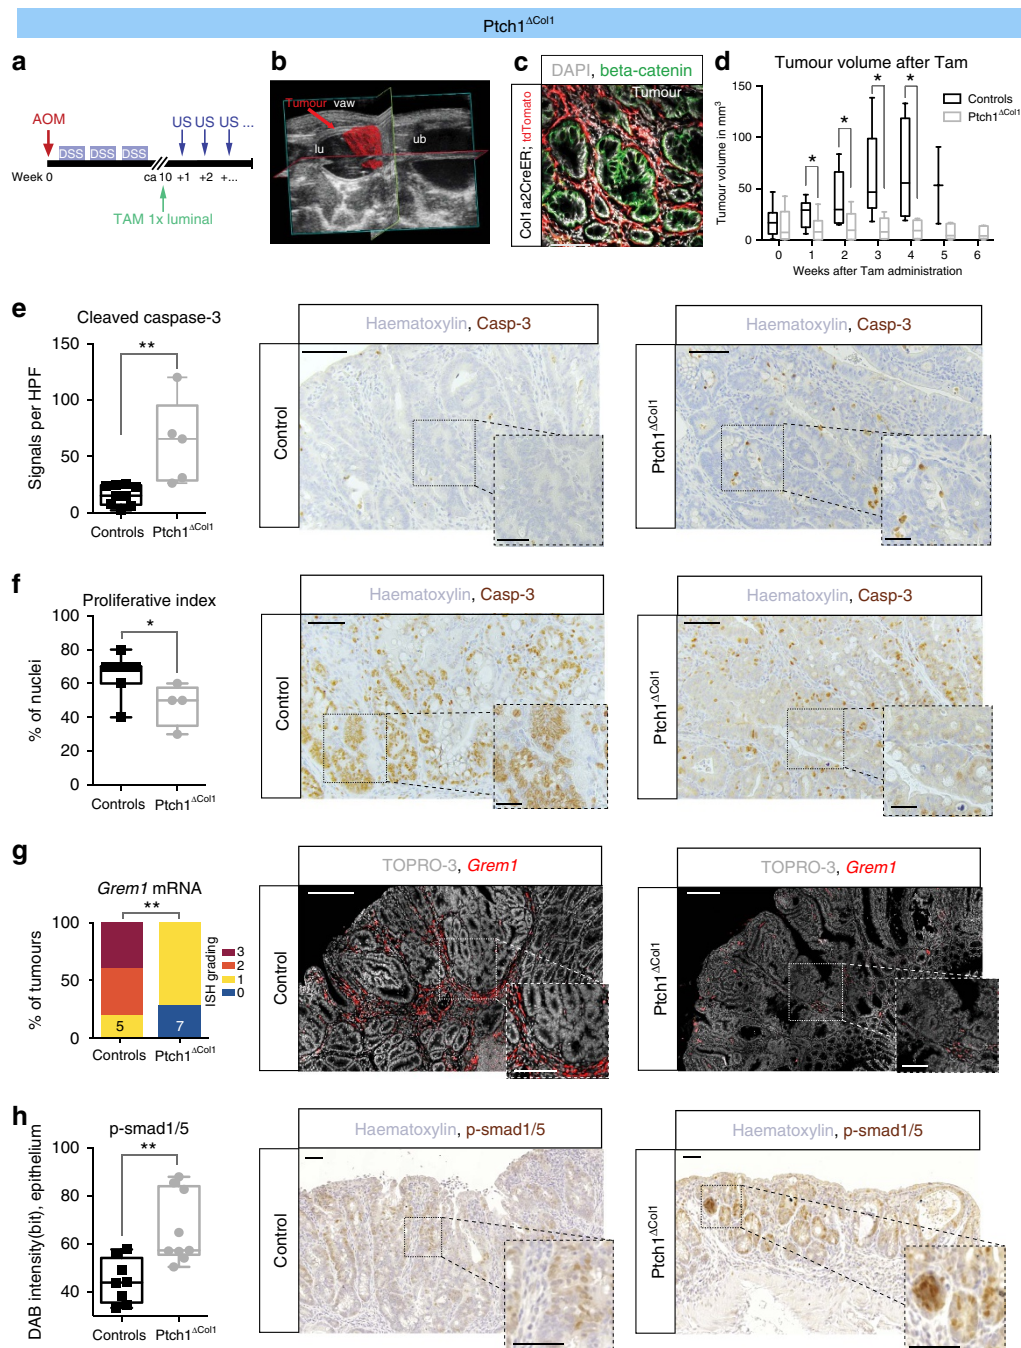 Ptch1ΔCol1
a
AOM
US US US ...
DSS DSS DSS
Week 0 ca 10 +1 +2 +...
TAM 1x luminal
b
Tumour vaw
lu ub
c
DAPI, beta-catenin
Col1a2CreER; tdTomato
Tumour
d
Tumour volume after Tam
Tumour volume in mm3
150
100
50
0
* * * *
Controls
Ptch1ΔCol1
0 1 2 3 4 5 6
Weeks after Tam administration
e
Cleaved caspase-3
Signals per HPF
150
100
50
0
**
Controls Ptch1ΔCol1
Haematoxylin, Casp-3
Control
Haematoxylin, Casp-3
Ptch1ΔCol1
f
Proliferative index
% of nuclei
100
80
60
40
20
0
*
Controls Ptch1ΔCol1
Haematoxylin, Casp-3
Control
Haematoxylin, Casp-3
Ptch1ΔCol1
g
Grem1 mRNA
% of tumours
100
50
0
**
5 7
Controls Ptch1ΔCol1
ISH grading
3
2
1
0
TOPRO-3, Grem1
Control
TOPRO-3, Grem1
Ptch1ΔCol1
h
p-smad1/5
DAB intensity(bit), epithelium
100
80
60
40
**
Controls Ptch1ΔCol1
Haematoxylin, p-smad1/5
Control
Haematoxylin, p-smad1/5
Ptch1ΔCol1